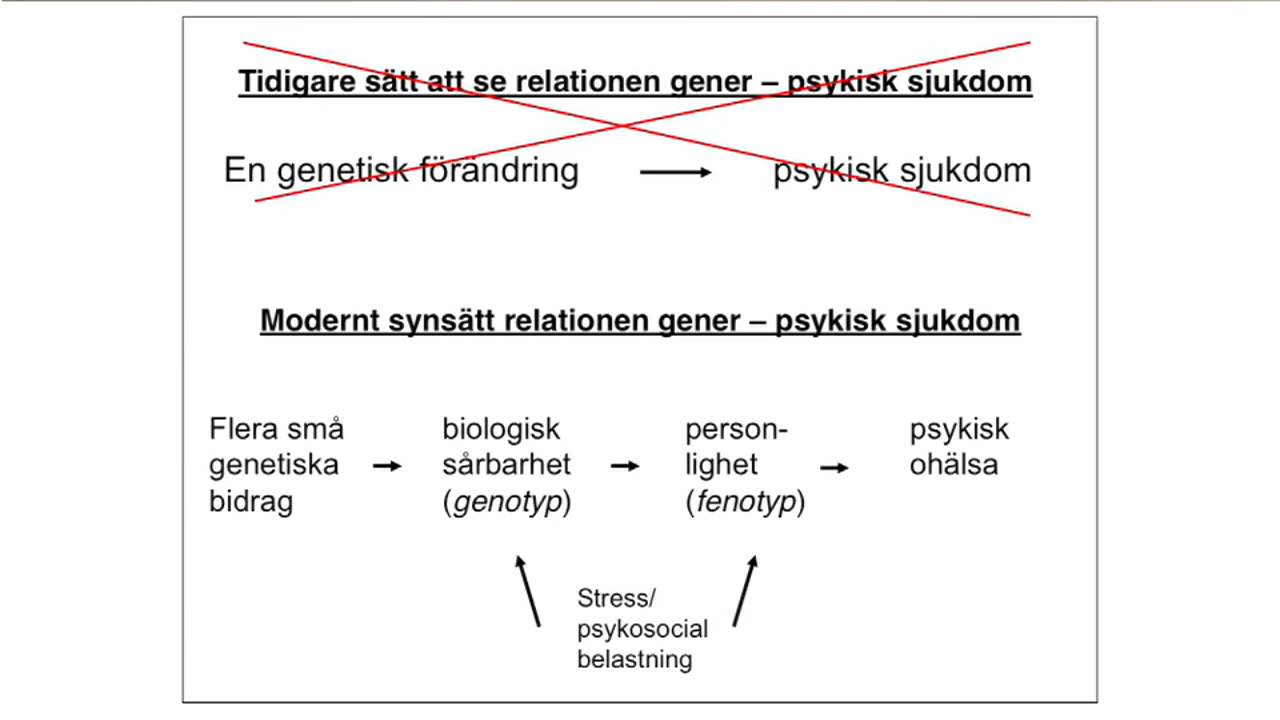 Tidigare sätt att se relationen gener – psykisk sjukdom
En genetisk förändring → psykisk sjukdom
Modernt synsätt relationen gener – psykisk sjukdom
Flera små
genetiska
bidrag
→
biologisk
sårbarhet
(genotyp)
→
person-
lighet
(fenotyp)
→
psykisk
ohälsa
Stress/
psykosocial
belastning